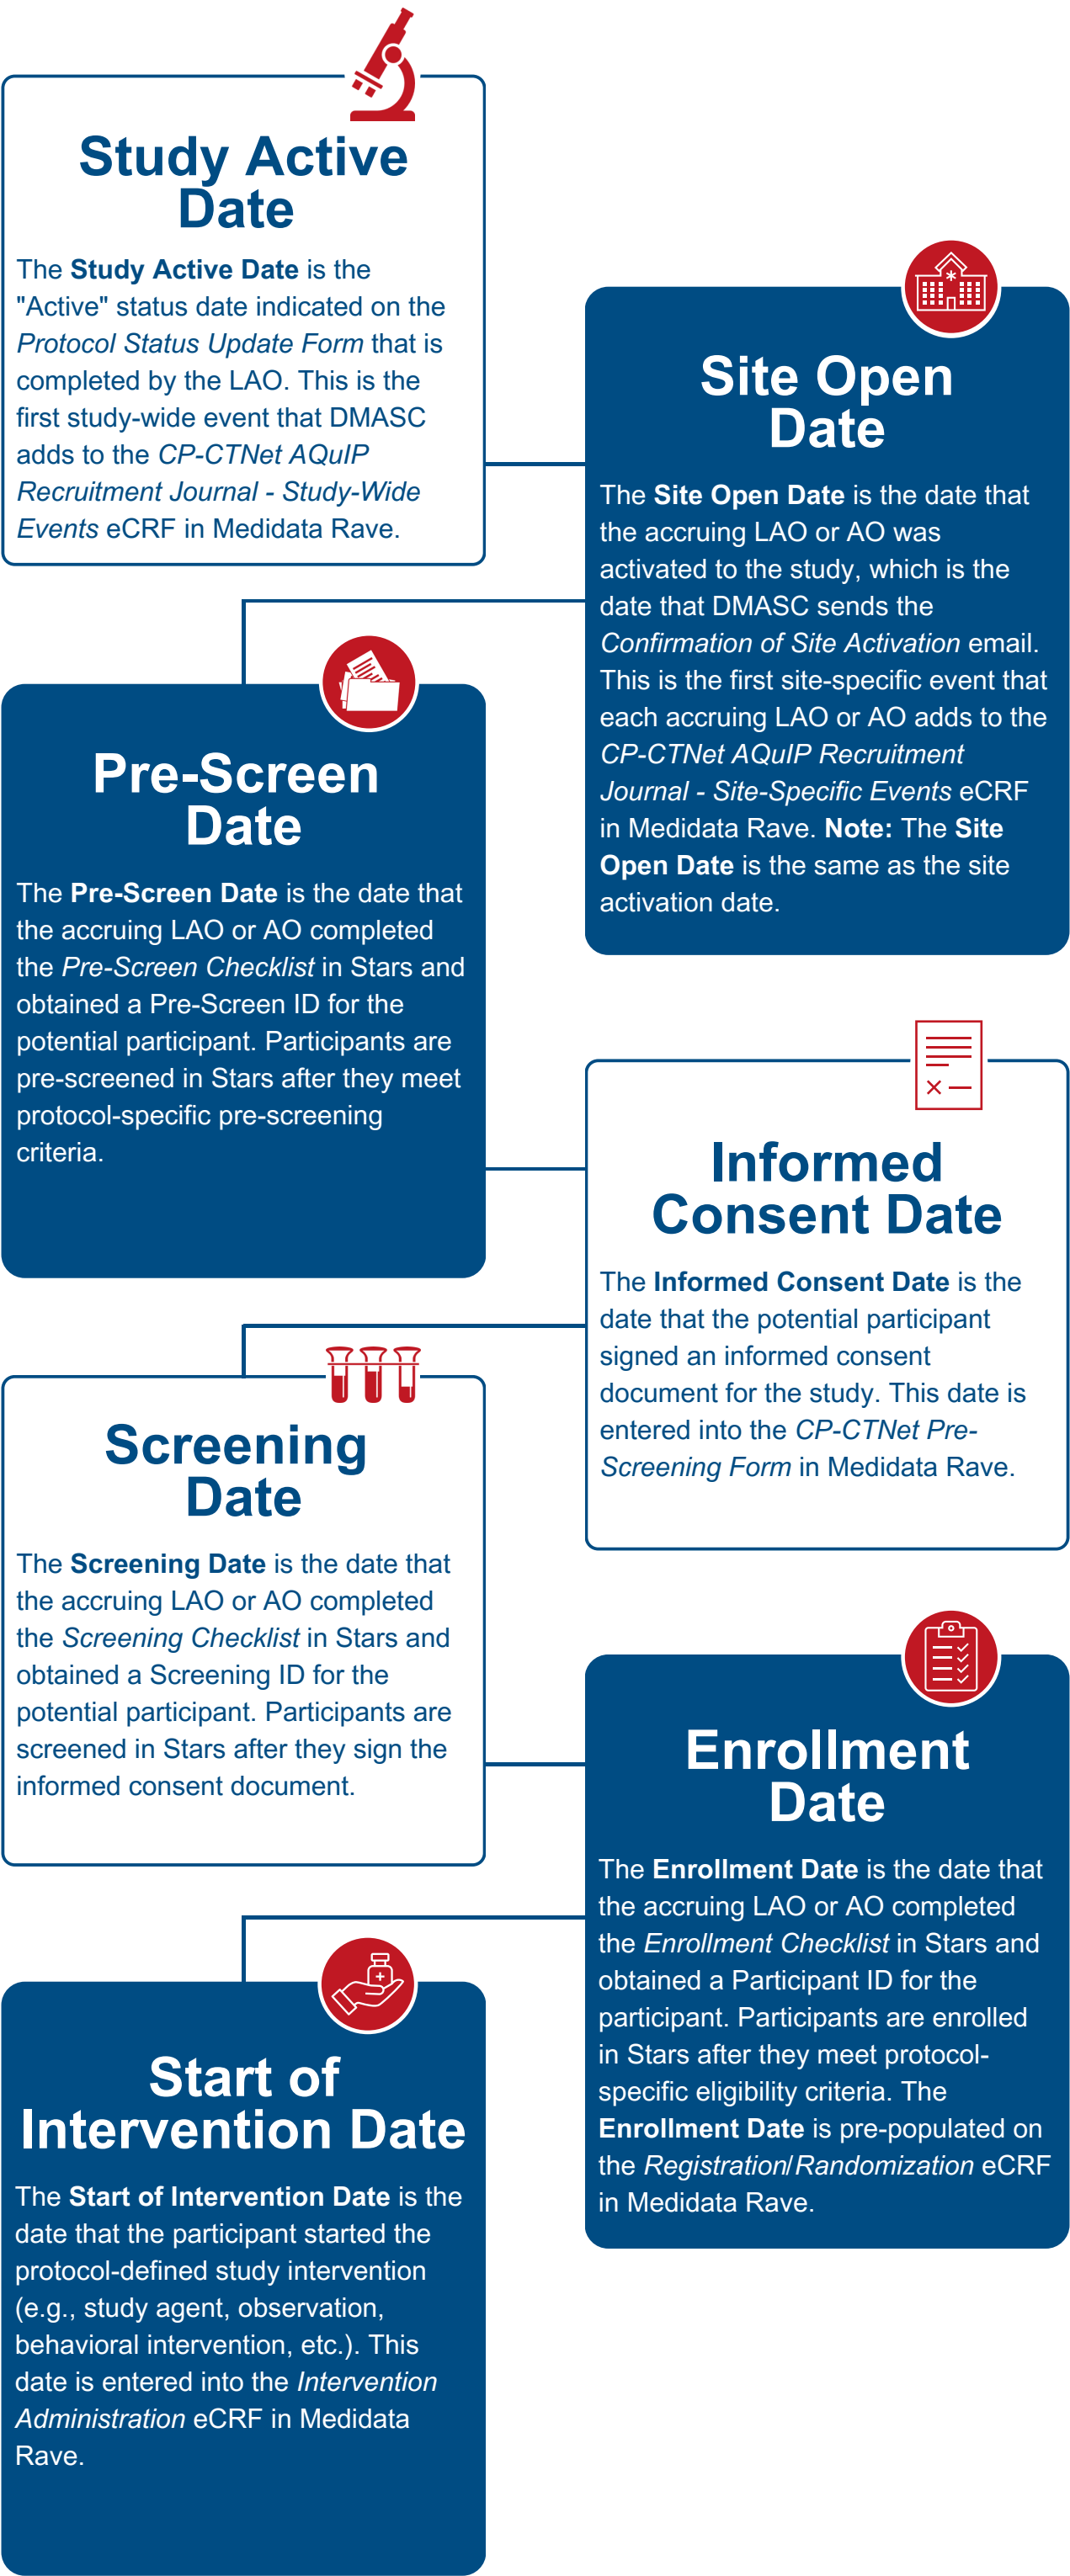 Study Active
Date
The Study Active Date is the
"Active" status date indicated on the
Protocol Status Update Form that is
completed by the LAO. This is the
first study-wide event that DMASC
adds to the CP-CTNet AQuIP
Recruitment Journal - Study-Wide
Events eCRF in Medidata Rave.
Site Open
Date
The Site Open Date is the date that
the accruing LAO or AO was
activated to the study, which is the
date that DMASC sends the
Confirmation of Site Activation email.
This is the first site-specific event that
each accruing LAO or AO adds to the
CP-CTNet AQuIP Recruitment
Journal - Site-Specific Events eCRF
in Medidata Rave. Note: The Site
Open Date is the same as the site
activation date.
Pre-Screen
Date
The Pre-Screen Date is the date that
the accruing LAO or AO completed
the Pre-Screen Checklist in Stars and
obtained a Pre-Screen ID for the
potential participant. Participants are
pre-screened in Stars after they meet
protocol-specific pre-screening
criteria.
Informed
Consent Date
The Informed Consent Date is the
date that the potential participant
signed an informed consent
document for the study. This date is
entered into the CP-CTNet Pre-
Screening Form in Medidata Rave.
Screening
Date
The Screening Date is the date that
the accruing LAO or AO completed
the Screening Checklist in Stars and
obtained a Screening ID for the
potential participant. Participants are
screened in Stars after they sign the
informed consent document.
Enrollment
Date
The Enrollment Date is the date that
the accruing LAO or AO completed
the Enrollment Checklist in Stars and
obtained a Participant ID for the
participant. Participants are enrolled
in Stars after they meet protocol-
specific eligibility criteria. The
Enrollment Date is pre-populated on
the Registration/Randomization eCRF
in Medidata Rave.
Start of
Intervention Date
The Start of Intervention Date is the
date that the participant started the
protocol-defined study intervention
(e.g., study agent, observation,
behavioral intervention, etc.). This
date is entered into the Intervention
Administration eCRF in Medidata
Rave.